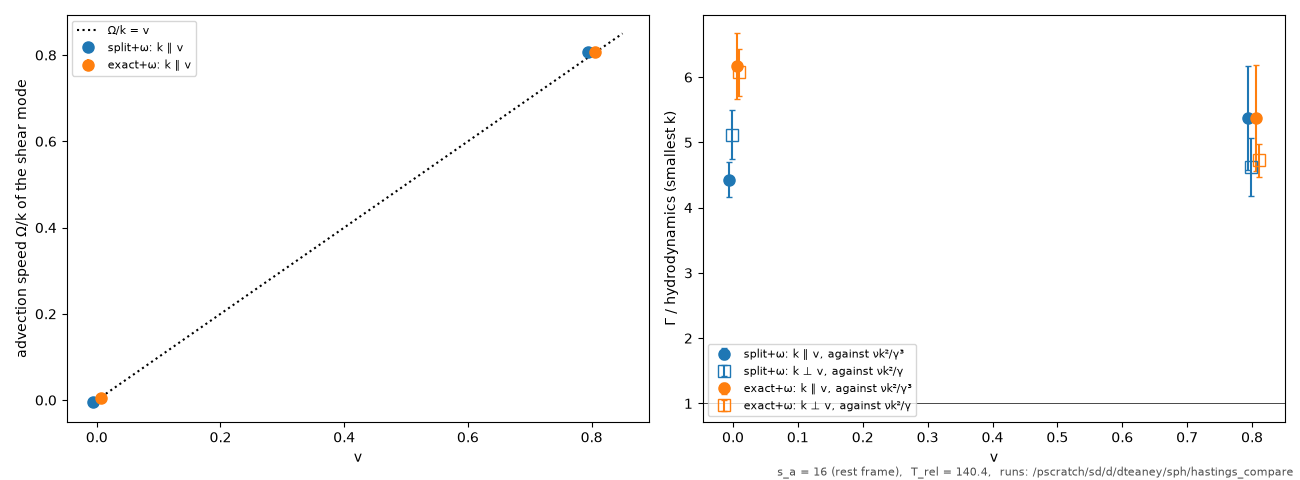 Ω/k = v
split+ω: k ∥ v
exact+ω: k ∥ v
advection speed Ω/k of the shear mode
0.8
0.6
0.4
0.2
0.0
0.0 0.2 0.4 0.6 0.8
v
Γ / hydrodynamics (smallest k)
6
5
4
3
2
1
split+ω: k ∥ v, against νk²/γ³
split+ω: k ⊥ v, against νk²/γ
exact+ω: k ∥ v, against νk²/γ³
exact+ω: k ⊥ v, against νk²/γ
0.0 0.1 0.2 0.3 0.4 0.5 0.6 0.7 0.8
v
s_a = 16 (rest frame), T_rel = 140.4, runs: /pscratch/sd/d/dteaney/sph/hastings_compare